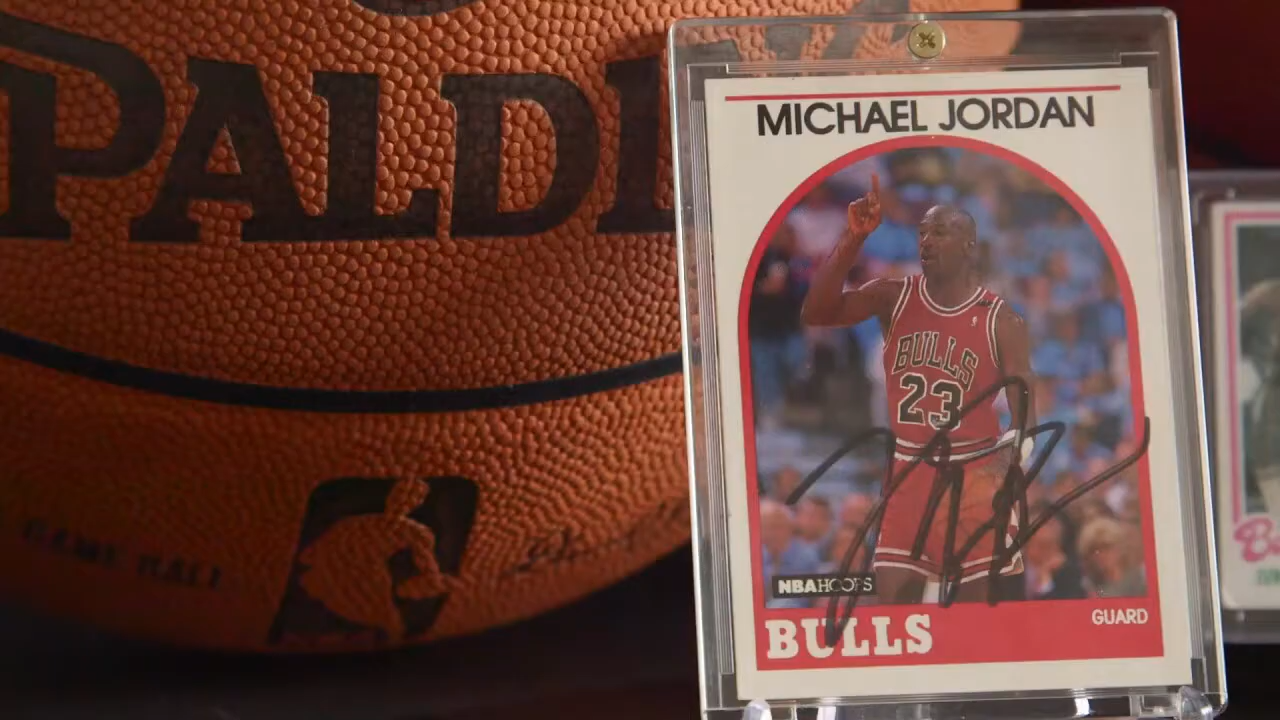 SPALDI
GAME BALL
MICHAEL JORDAN
BULLS
23
NBA HOOPS
BULLS
GUARD